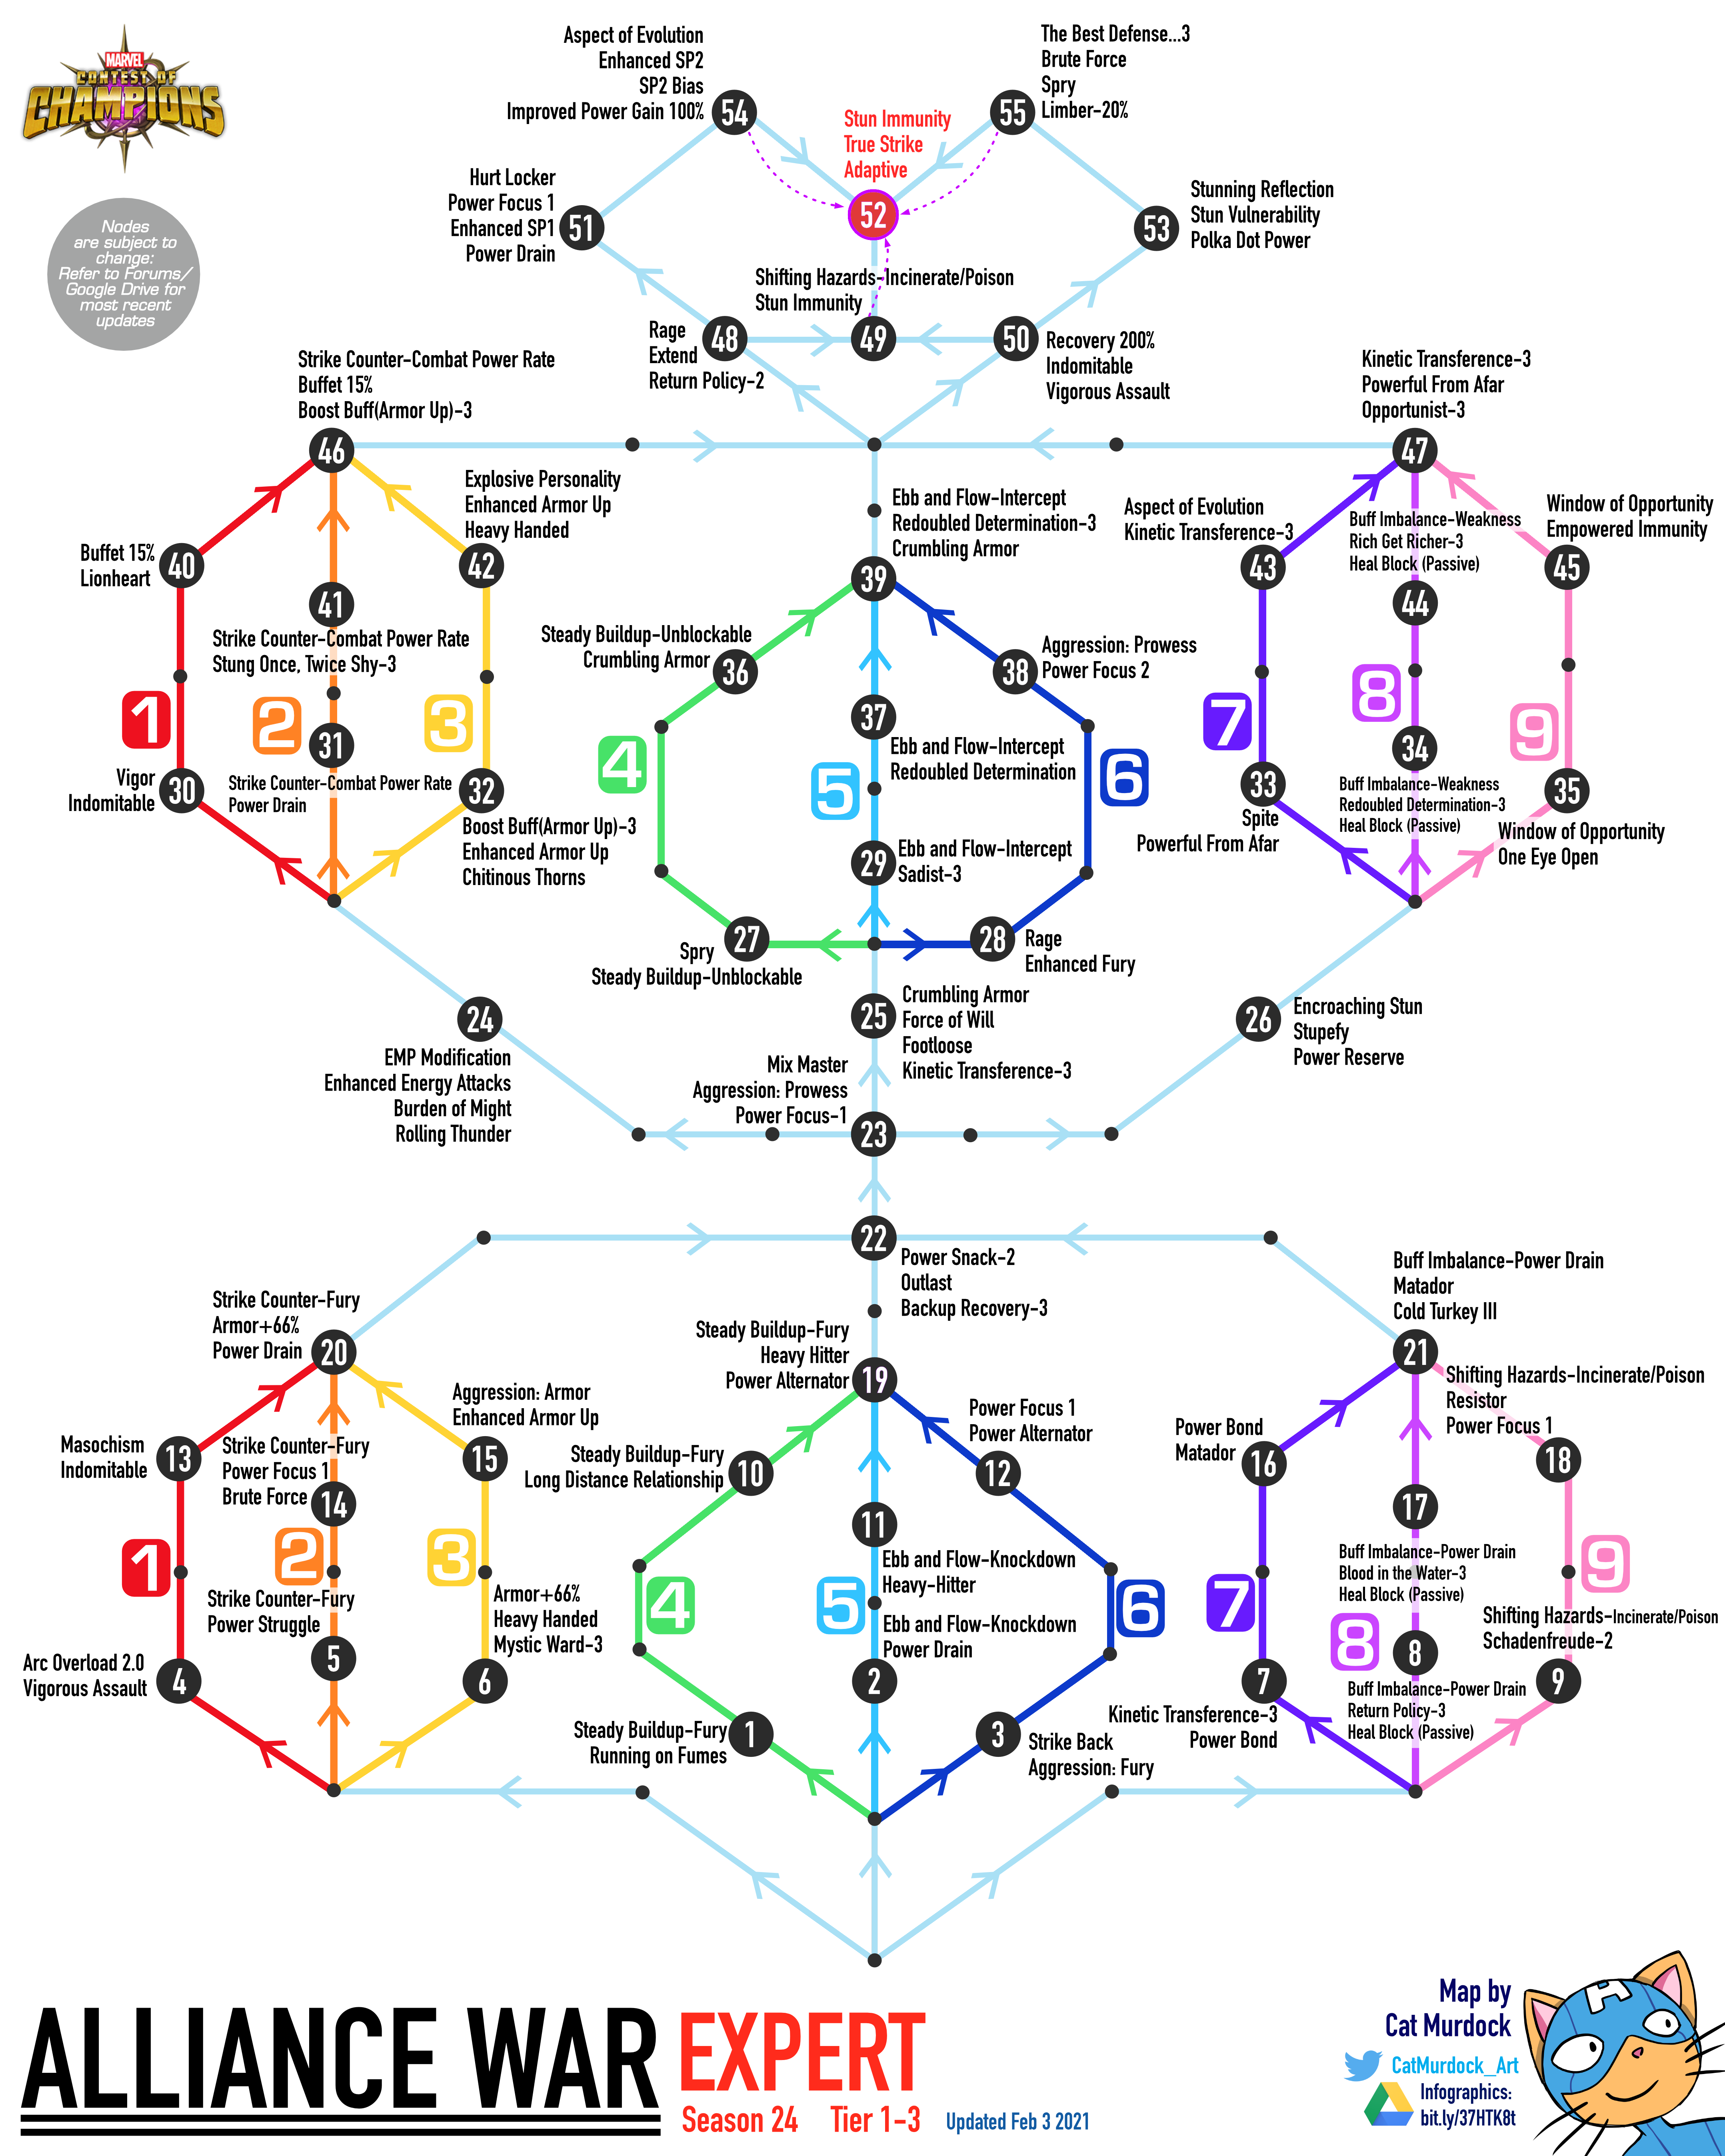 MARVEL
CONTEST OF
CHAMPIONS
Nodes
are subject to
change:
Refer to Forums/
Google Drive for
most recent
updates
Aspect of Evolution
Enhanced SP2
SP2 Bias
Improved Power Gain 100%
54
The Best Defense...3
Brute Force
Spry
Limber-20%
55
Stun Immunity
True Strike
Adaptive
52
Hurt Locker
Power Focus 1
Enhanced SP1
Power Drain
51
Stunning Reflection
Stun Vulnerability
Polka Dot Power
53
Shifting Hazards-Incinerate/Poison
Stun Immunity
49
Rage
Extend
Return Policy-2
48
Recovery 200%
Indomitable
Vigorous Assault
50
Strike Counter-Combat Power Rate
Buffet 15%
Boost Buff(Armor Up)-3
46
Kinetic Transference-3
Powerful From Afar
Opportunist-3
47
Explosive Personality
Enhanced Armor Up
Heavy Handed
42
Buffet 15%
Lionheart
40
41
Strike Counter-Combat Power Rate
Stung Once, Twice Shy-3
Ebb and Flow-Intercept
Redoubled Determination-3
Crumbling Armor
39
Aspect of Evolution
Kinetic Transference-3
43
Buff Imbalance-Weakness
Rich Get Richer-3
Heal Block (Passive)
44
Window of Opportunity
Empowered Immunity
45
Steady Buildup-Unblockable
Crumbling Armor
36
Aggression: Prowess
Power Focus 2
38
37
Ebb and Flow-Intercept
Redoubled Determination
1
2
3
4
5
6
7
8
9
Vigor
Indomitable
30
31
Strike Counter-Combat Power Rate
Power Drain
32
Boost Buff(Armor Up)-3
Enhanced Armor Up
Chitinous Thorns
29
Ebb and Flow-Intercept
Sadist-3
33
Spite
Powerful From Afar
34
Buff Imbalance-Weakness
Redoubled Determination-3
Heal Block (Passive)
35
Window of Opportunity
One Eye Open
27
Spry
Steady Buildup-Unblockable
28
Rage
Enhanced Fury
24
EMP Modification
Enhanced Energy Attacks
Burden of Might
Rolling Thunder
25
Crumbling Armor
Force of Will
Footloose
Kinetic Transference-3
26
Encroaching Stun
Stupefy
Power Reserve
Mix Master
Aggression: Prowess
Power Focus-1
23
22
Power Snack-2
Outlast
Backup Recovery-3
Strike Counter-Fury
Armor+66%
Power Drain
20
Steady Buildup-Fury
Heavy Hitter
Power Alternator
19
Buff Imbalance-Power Drain
Matador
Cold Turkey III
21
Masochism
Indomitable
13
Strike Counter-Fury
Power Focus 1
Brute Force
14
Aggression: Armor
Enhanced Armor Up
15
Steady Buildup-Fury
Long Distance Relationship
10
11
Ebb and Flow-Knockdown
Heavy-Hitter
Power Focus 1
Power Alternator
12
Power Bond
Matador
16
17
Buff Imbalance-Power Drain
Blood in the Water-3
Heal Block (Passive)
Shifting Hazards-Incinerate/Poison
Resistor
Power Focus 1
18
1
2
3
4
5
6
7
8
9
Arc Overload 2.0
Vigorous Assault
4
Strike Counter-Fury
Power Struggle
5
Armor+66%
Heavy Handed
Mystic Ward-3
6
Steady Buildup-Fury
Running on Fumes
1
Ebb and Flow-Knockdown
Power Drain
2
3
Strike Back
Aggression: Fury
7
Kinetic Transference-3
Power Bond
8
Buff Imbalance-Power Drain
Return Policy-3
Heal Block (Passive)
Shifting Hazards-Incinerate/Poison
Schadenfreude-2
9
ALLIANCE WAR EXPERT
Season 24 Tier 1-3 Updated Feb 3 2021
Map by
Cat Murdock
CatMurdock_Art
Infographics:
bit.ly/37HTK8t
A